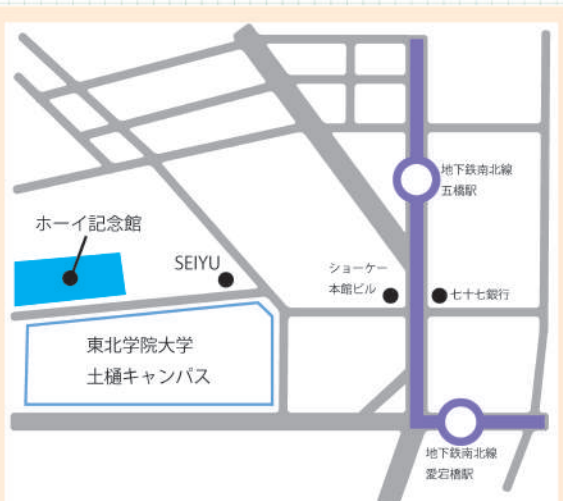 地下鉄南北線
五橋駅
ホーイ記念館
SEIYU
ショーケー
本館ビル
七十七銀行
東北学院大学
土樋キャンパス
地下鉄南北線
愛宕橋駅